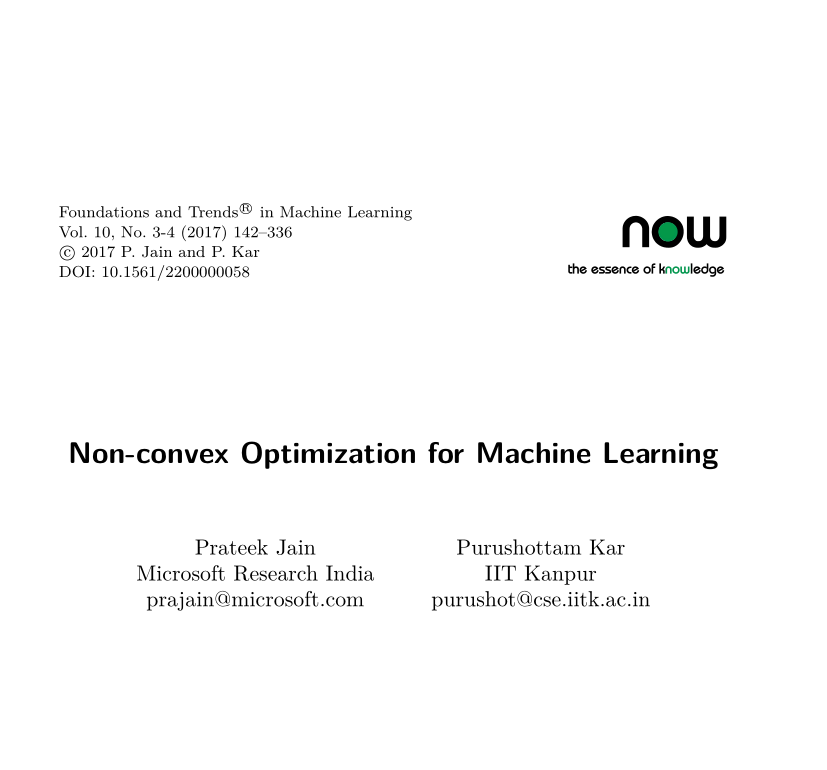 Foundations and Trends® in Machine Learning
Vol. 10, No. 3-4 (2017) 142–336
© 2017 P. Jain and P. Kar
DOI: 10.1561/2200000058
now
the essence of knowledge
Non-convex Optimization for Machine Learning
Prateek Jain
Microsoft Research India
prajain@microsoft.com
Purushottam Kar
IIT Kanpur
purushot@cse.iitk.ac.in